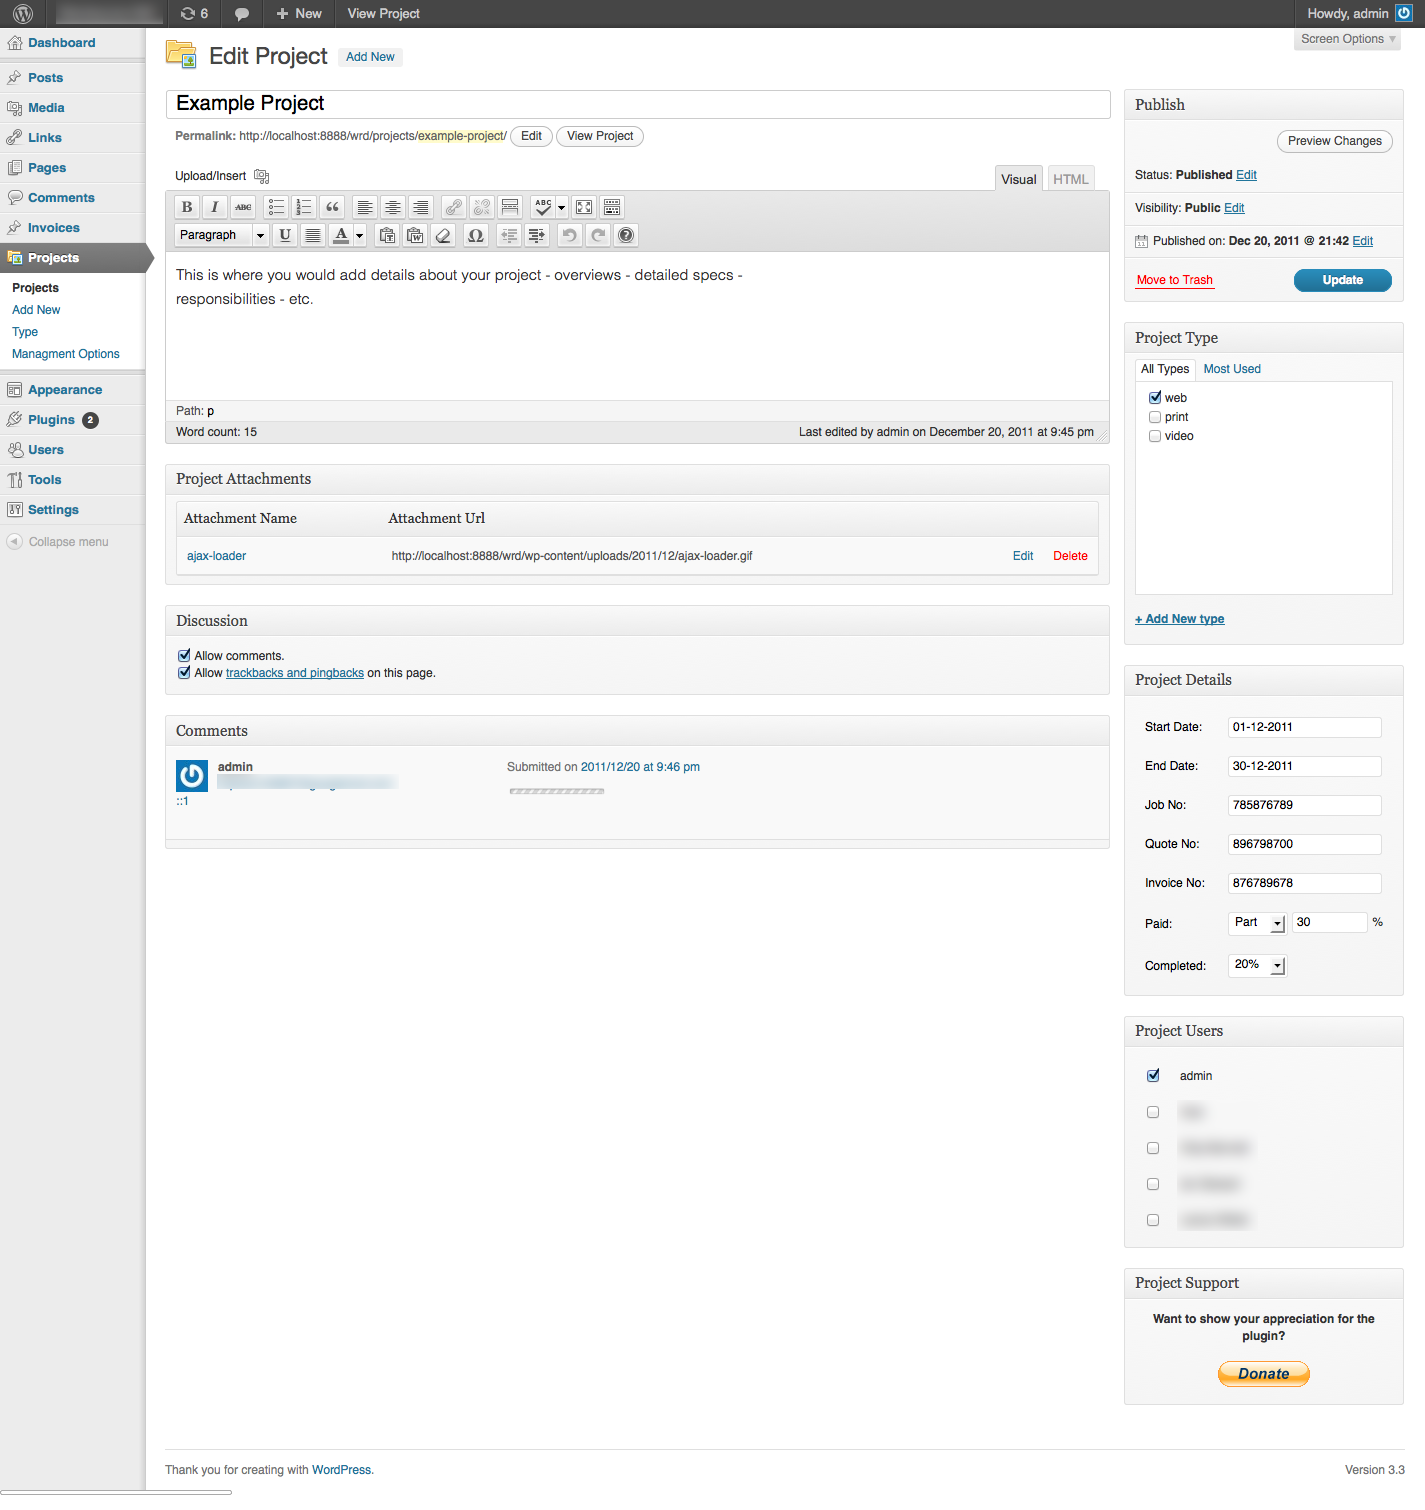 6
New
View Project
Howdy, admin
Screen Options
Dashboard
Posts
Media
Links
Pages
Comments
Invoices
Projects
Projects
Add New
Type
Managment Options
Appearance
Plugins 2
Users
Tools
Settings
Collapse menu
Edit Project Add New
Example Project
Permalink: http://localhost:8888/wrd/projects/example-project/ Edit View Project
Upload/Insert
Visual HTML
B I ABC ABC
Paragraph U A Ω
This is where you would add details about your project - overviews - detailed specs -
responsibilities - etc.
Path: p
Word count: 15 Last edited by admin on December 20, 2011 at 9:45 pm
Project Attachments
Attachment Name Attachment Url
ajax-loader http://localhost:8888/wrd/wp-content/uploads/2011/12/ajax-loader.gif Edit Delete
Discussion
Allow comments.
Allow trackbacks and pingbacks on this page.
Comments
admin Submitted on 2011/12/20 at 9:46 pm
::1
Publish
Preview Changes
Status: Published Edit
Visibility: Public Edit
Published on: Dec 20, 2011 @ 21:42 Edit
Move to Trash Update
Project Type
All Types Most Used
web
print
video
+ Add New type
Project Details
Start Date: 01-12-2011
End Date: 30-12-2011
Job No: 785876789
Quote No: 896798700
Invoice No: 876789678
Paid: Part 30 %
Completed: 20%
Project Users
admin
Project Support
Want to show your appreciation for the
plugin?
Donate
Thank you for creating with WordPress. Version 3.3